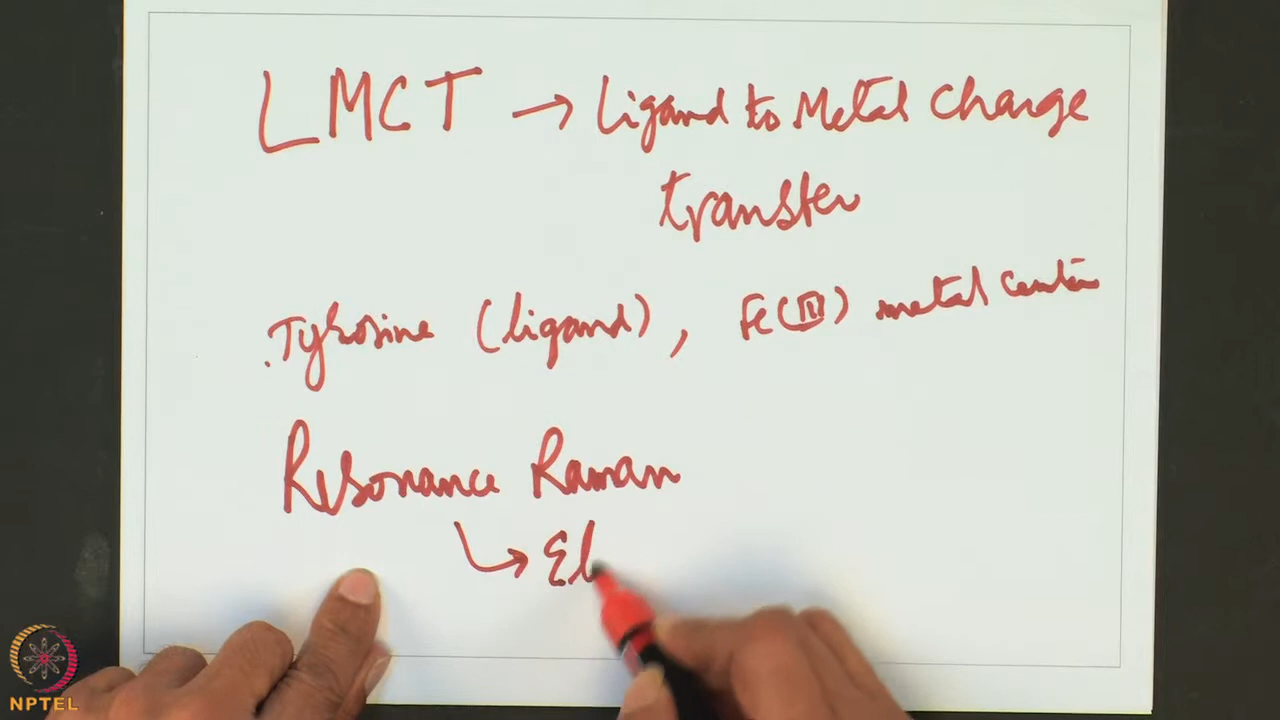 LMCT → Ligand to Metal Charge
transfer
Tyrosine (ligand), Fe(III) metal center
Resonance Raman
↳ El
NPTEL